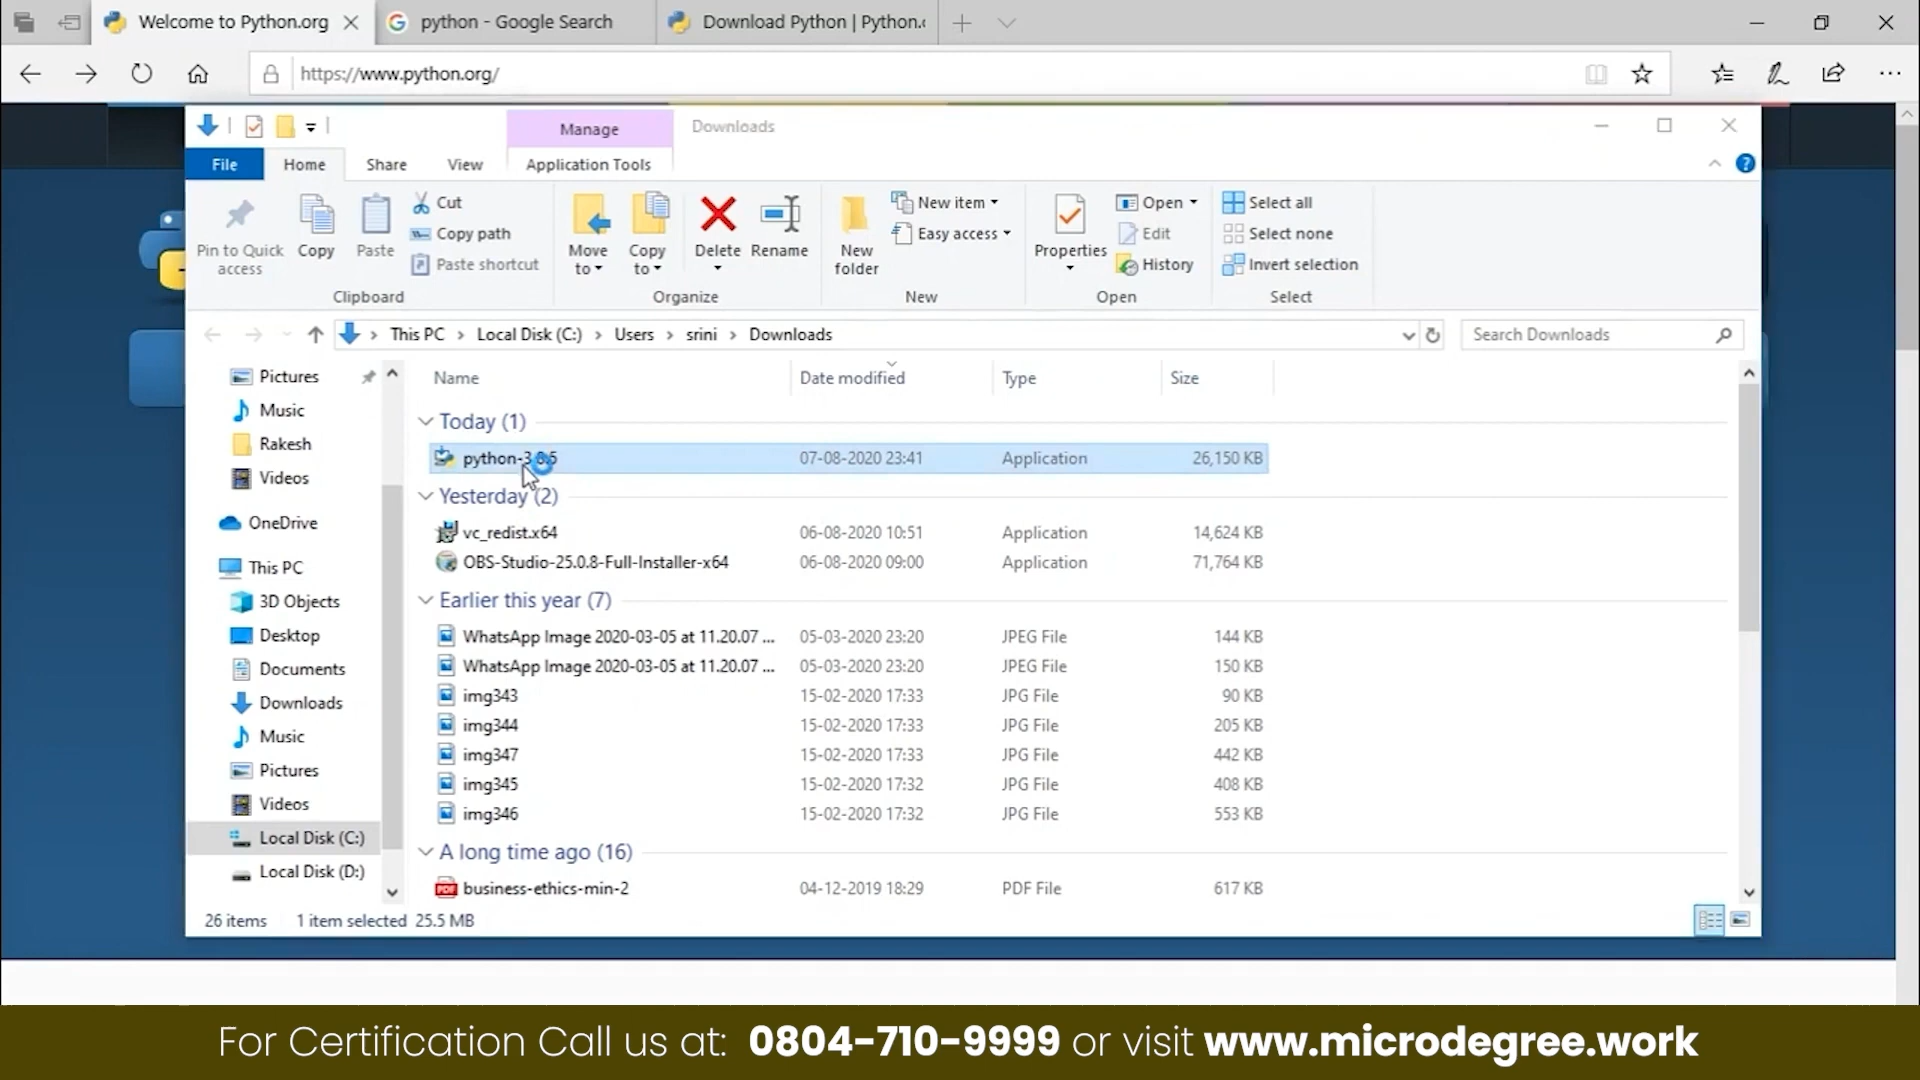 Welcome to Python.org
python - Google Search
Download Python | Python.
https://www.python.org/
Manage
Downloads
File
Home
Share
View
Application Tools
Pin to Quick access
Copy
Paste
Cut
Copy path
Paste shortcut
Move to
Copy to
Delete
Rename
New folder
New item
Easy access
Properties
Open
Edit
History
Select all
Select none
Invert selection
Clipboard
Organize
New
Open
Select
This PC > Local Disk (C:) > Users > srini > Downloads
Search Downloads
Pictures
Music
Rakesh
Videos
OneDrive
This PC
3D Objects
Desktop
Documents
Downloads
Music
Pictures
Videos
Local Disk (C:)
Local Disk (D:)
Name Date modified Type Size
Today (1)
python-3.8.5 07-08-2020 23:41 Application 26,150 KB
Yesterday (2)
vc_redist.x64 06-08-2020 10:51 Application 14,624 KB
OBS-Studio-25.0.8-Full-Installer-x64 06-08-2020 09:00 Application 71,764 KB
Earlier this year (7)
WhatsApp Image 2020-03-05 at 11.20.07 ... 05-03-2020 23:20 JPEG File 144 KB
WhatsApp Image 2020-03-05 at 11.20.07 ... 05-03-2020 23:20 JPEG File 150 KB
img343 15-02-2020 17:33 JPG File 90 KB
img344 15-02-2020 17:33 JPG File 205 KB
img347 15-02-2020 17:33 JPG File 442 KB
img345 15-02-2020 17:32 JPG File 408 KB
img346 15-02-2020 17:32 JPG File 553 KB
A long time ago (16)
business-ethics-min-2 04-12-2019 18:29 PDF File 617 KB
26 items 1 item selected 25.5 MB
For Certification Call us at: 0804-710-9999 or visit www.microdegree.work